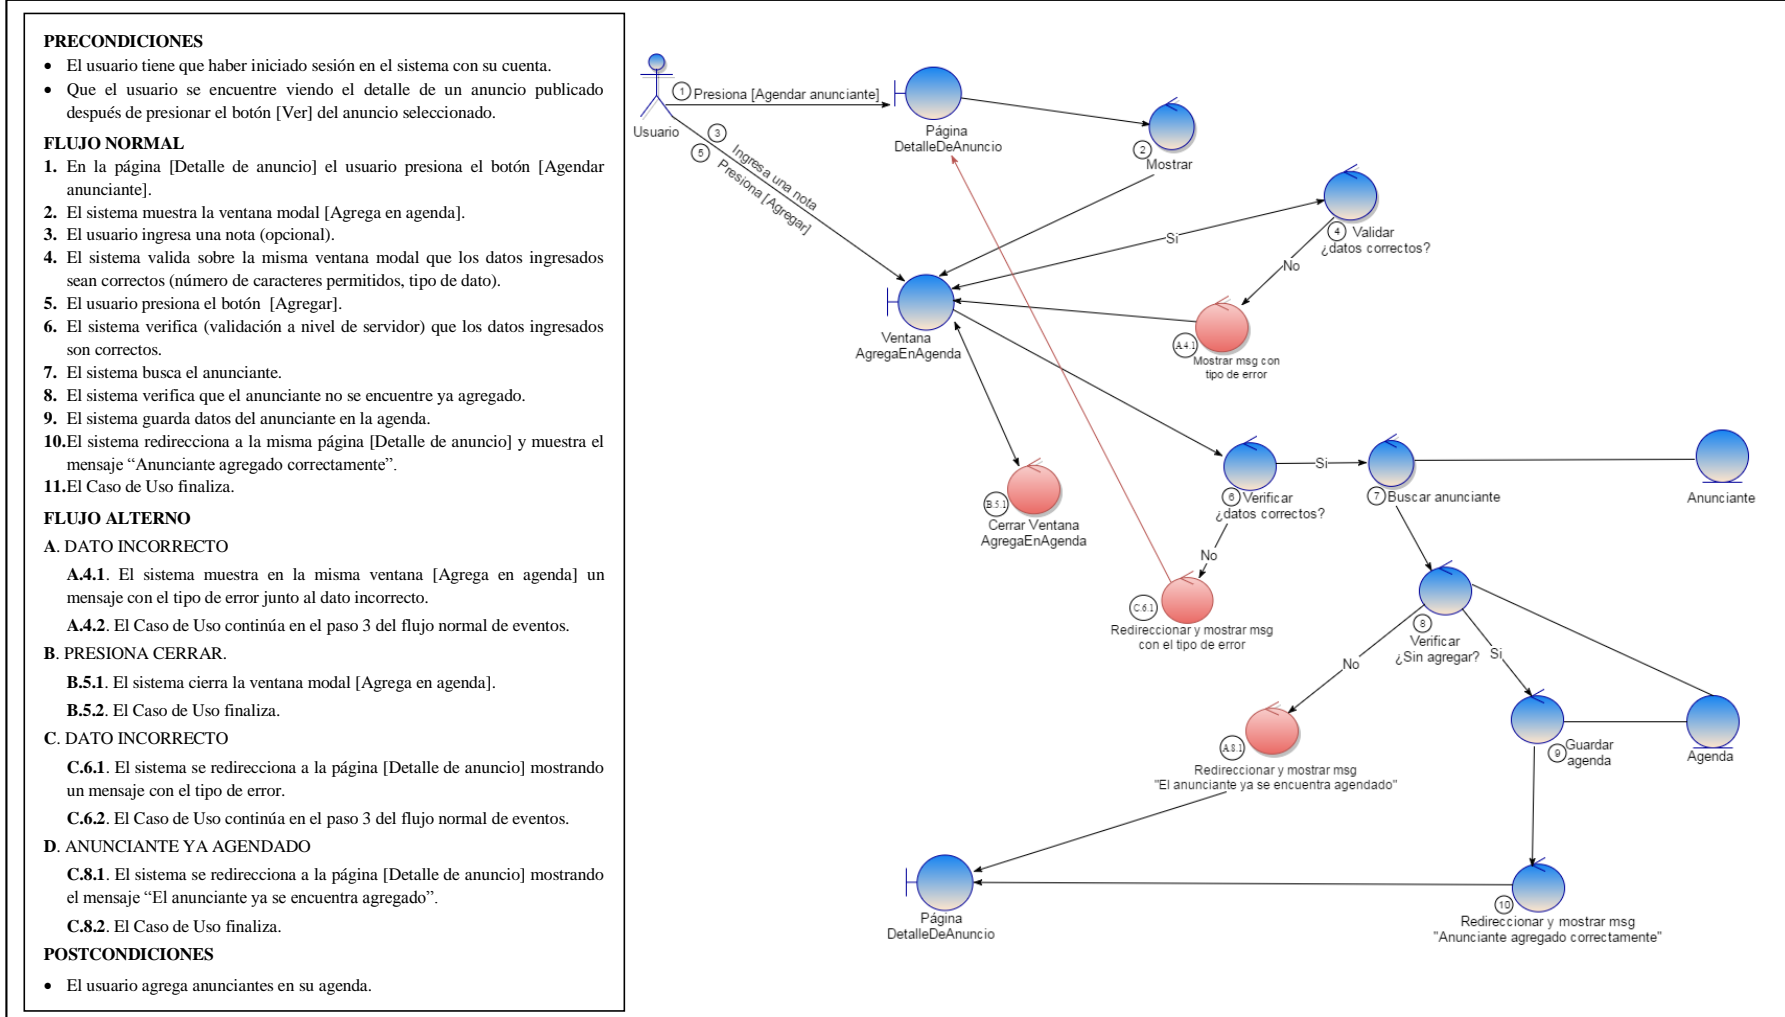 PRECONDICIONES
• El usuario tiene que haber iniciado sesión en el sistema con su cuenta.
• Que el usuario se encuentre viendo el detalle de un anuncio publicado
después de presionar el botón [Ver] del anuncio seleccionado.
FLUJO NORMAL
1. En la página [Detalle de anuncio] el usuario presiona el botón [Agendar
anunciante].
2. El sistema muestra la ventana modal [Agrega en agenda].
3. El usuario ingresa una nota (opcional).
4. El sistema valida sobre la misma ventana modal que los datos ingresados
sean correctos (número de caracteres permitidos, tipo de dato).
5. El usuario presiona el botón [Agregar].
6. El sistema verifica (validación a nivel de servidor) que los datos ingresados
son correctos.
7. El sistema busca el anunciante.
8. El sistema verifica que el anunciante no se encuentre ya agregado.
9. El sistema guarda datos del anunciante en la agenda.
10.El sistema redirecciona a la misma página [Detalle de anuncio] y muestra el
mensaje “Anunciante agregado correctamente”.
11.El Caso de Uso finaliza.
FLUJO ALTERNO
A. DATO INCORRECTO
A.4.1. El sistema muestra en la misma ventana [Agrega en agenda] un
mensaje con el tipo de error junto al dato incorrecto.
A.4.2. El Caso de Uso continúa en el paso 3 del flujo normal de eventos.
B. PRESIONA CERRAR.
B.5.1. El sistema cierra la ventana modal [Agrega en agenda].
B.5.2. El Caso de Uso finaliza.
C. DATO INCORRECTO
C.6.1. El sistema se redirecciona a la página [Detalle de anuncio] mostrando
un mensaje con el tipo de error.
C.6.2. El Caso de Uso continúa en el paso 3 del flujo normal de eventos.
D. ANUNCIANTE YA AGENDADO
C.8.1. El sistema se redirecciona a la página [Detalle de anuncio] mostrando
el mensaje “El anunciante ya se encuentra agregado”.
C.8.2. El Caso de Uso finaliza.
POSTCONDICIONES
• El usuario agrega anunciantes en su agenda.
Usuario
1 Presiona [Agendar anunciante]
Página
DetalleDeAnuncio
2
Mostrar
3 Ingresa una nota
5 Presiona [Agregar]
4 Validar
¿datos correctos?
Si
No
A.4.1
Mostrar msg con
tipo de error
Ventana
AgregaEnAgenda
B.5.1
Cerrar Ventana
AgregaEnAgenda
6 Verificar
¿datos correctos?
Si
7 Buscar anunciante
Anunciante
No
C.6.1
Redireccionar y mostrar msg
con el tipo de error
8
Verificar
¿Sin agregar?
Si
No
A.8.1
Redireccionar y mostrar msg
"El anunciante ya se encuentra agendado"
9 Guardar
agenda
Agenda
Página
DetalleDeAnuncio
10
Redireccionar y mostrar msg
"Anunciante agregado correctamente"